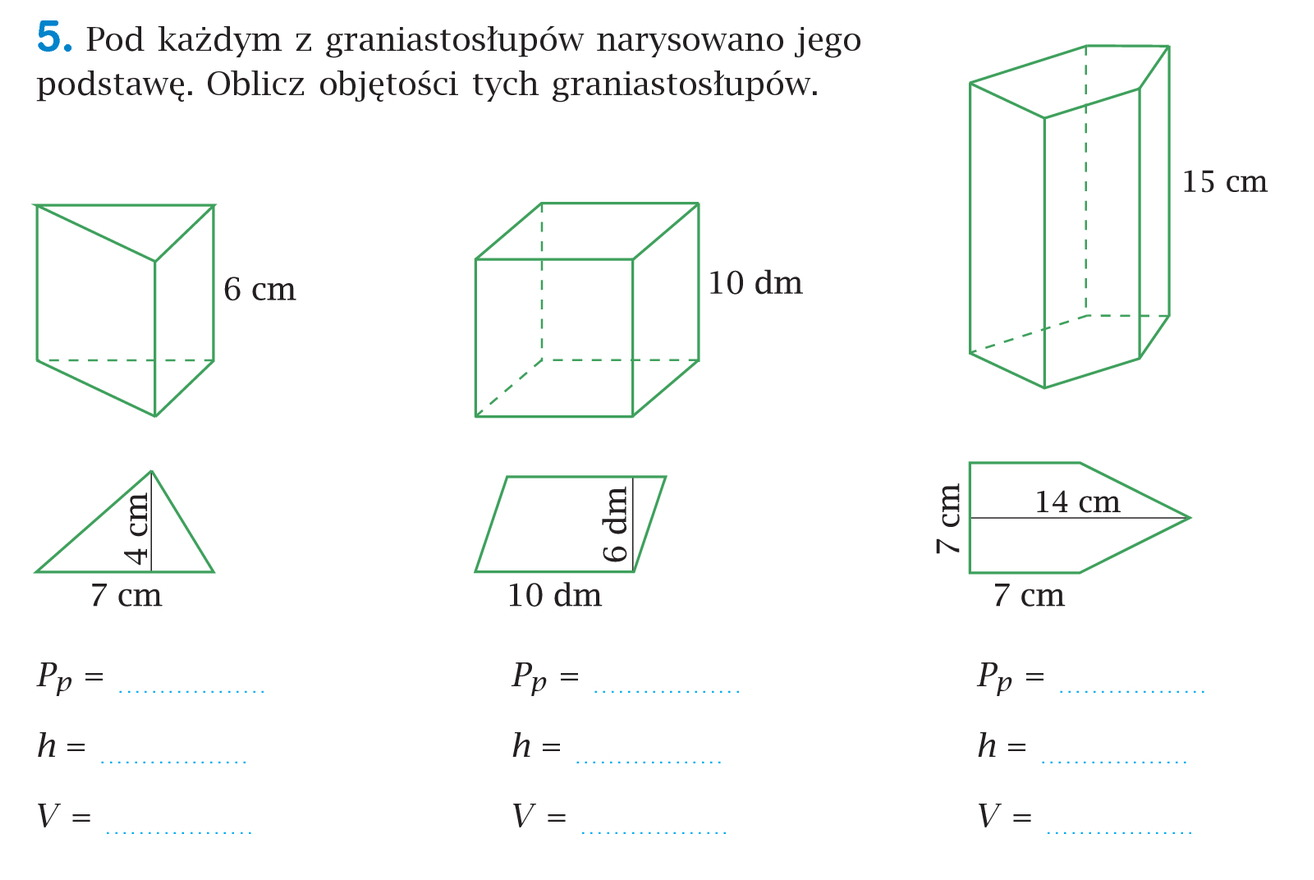 5. Pod każdym z graniastosłupów narysowano jego
podstawę. Oblicz objętości tych graniastosłupów.
15 cm
6 cm
10 dm
4 cm
7 cm
6 dm
10 dm
7 cm
14 cm
7 cm
Pp = ..................
Pp = ..................
Pp = ..................
h = ..................
h = ..................
h = ..................
V = ..................
V = ..................
V = ..................